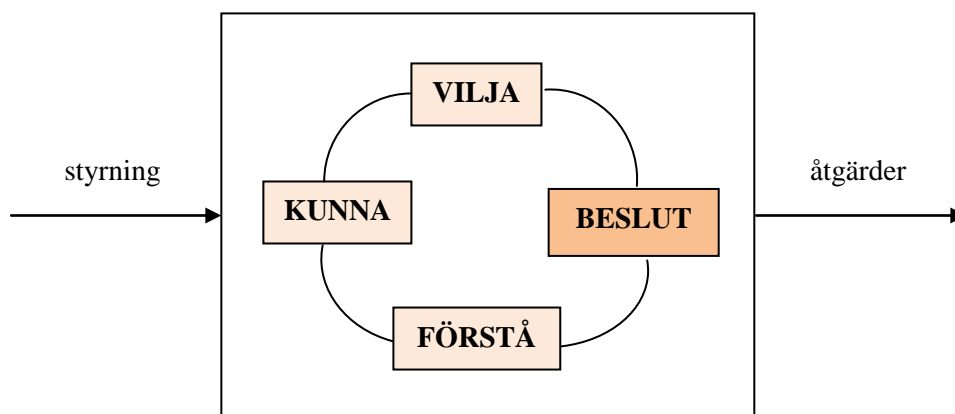 VILJA
styrning
åtgärder
KUNNA
BESLUT
FÖRSTÅ